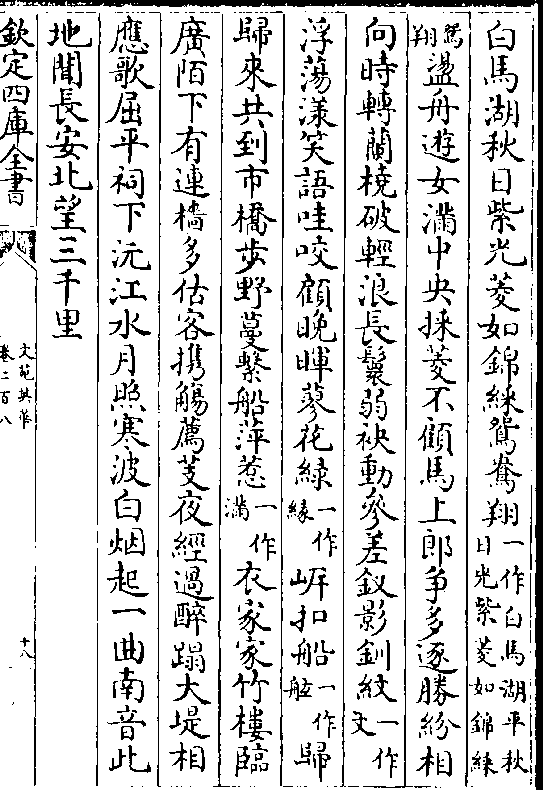 白馬湖秋日紫光菱如錦綵鴛鴦翔一作白馬湖平秋日光紫菱如錦綵
鴛翔盪舟遊女滿中央採菱不顧馬上郎爭多逐勝紛相
向時轉蘭橈破輕浪長鬟弱袂動參差釵影釧紋一作文
浮蕩漾笑語哇咬顧晚暉蓼花緑一作緣㟁扣船一作舷歸
歸來共到市橋步野蔓繫船萍惹一作滿衣家家竹樓臨
廣陌下有連檣多估客携觴薦芰夜經過醉蹋大堤相
應歌屈平祠下沅江水月照寒波白烟起一曲南音此
地聞長安北望三千里
欽定四庫全書
文苑英華
卷二百八
十八